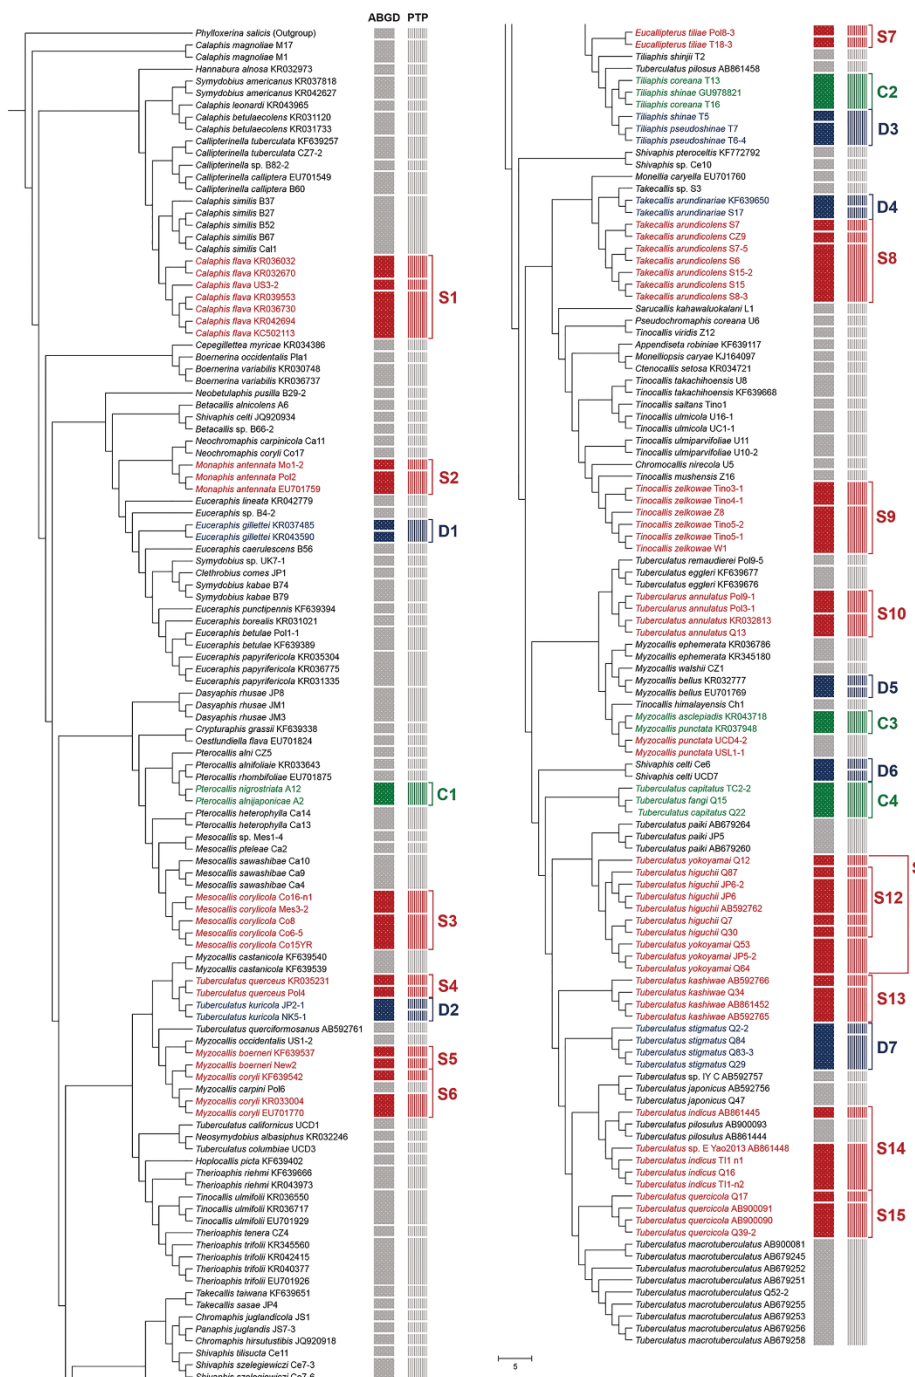 ABGD PTP
Phylloxerina salicis (Outgroup)
Calaphis magnoliae M17
Calaphis magnoliae M1
Hannabura alnosa KR032973
Symydobius americanus KR037818
Symydobius americanus KR042627
Calaphis leonardi KR043965
Calaphis betulaecolens KR031120
Calaphis betulaecolens KR031733
Callipterinella tuberculata KF639257
Callipterinella tuberculata CZ7-2
Callipterinella sp. B82-2
Callipterinella calliptera EU701549
Callipterinella calliptera B60
Calaphis similis B37
Calaphis similis B27
Calaphis similis B52
Calaphis similis B67
Calaphis similis Cal1
Calaphis flava KR036032
Calaphis flava KR032670
Calaphis flava US3-2
Calaphis flava KR039553
S1
Calaphis flava KR036730
Calaphis flava KR042694
Calaphis flava KC502113
Cepegillettea myricae KR034386
Boernerina occidentalis Pla1
Boernerina variabilis KR030748
Boernerina variabilis KR036737
Neobetulaphis pusilla B29-2
Betacallis alnicolens A6
Shivaphis celti JQ920934
Betacallis sp. B66-2
Neochromaphis carpinicola Ca11
Neochromaphis coryli Co17
Monaphis antennata Mo1-2
Monaphis antennata Pol2
S2
Monaphis antennata EU701759
Euceraphis lineata KR042779
Euceraphis sp. B4-2
Euceraphis gillettei KR037485
D1
Euceraphis gillettei KR043590
Euceraphis caerulescens B56
Symydobius sp. UK7-1
Clethrobius comes JP1
Symydobius kabae B74
Symydobius kabae B79
Euceraphis punctipennis KF639394
Euceraphis borealis KR031021
Euceraphis betulae Pol1-1
Euceraphis betulae KF639389
Euceraphis papyrifericola KR035304
Euceraphis papyrifericola KR036775
Euceraphis papyrifericola KR031335
Dasyaphis rhusae JP8
Dasyaphis rhusae JM1
Dasyaphis rhusae JM3
Crypturaphis grassii KF639338
Oestlundiella flava EU701824
Pterocallis alni CZ5
Pterocallis alnifoliae KR033643
Pterocallis rhombifoliae EU701875
Pterocallis nigrostriata A12
C1
Pterocallis alnijaponicae A2
Pterocallis heterophylla Ca14
Pterocallis heterophylla Ca13
Mesocallis sp. Mes1-4
Mesocallis pteleae Ca2
Mesocallis sawashibae Ca10
Mesocallis sawashibae Ca9
Mesocallis sawashibae Ca4
Mesocallis corylicola Co16-n1
Mesocallis corylicola Mes3-2
Mesocallis corylicola Co8
S3
Mesocallis corylicola Co6-5
Mesocallis corylicola Co15YR
Myzocallis castanicola KF639540
Myzocallis castanicola KF639539
Tuberculatus querceus KR035231
S4
Tuberculatus querceus Pol4
Tuberculatus kuricola JP2-1
D2
Tuberculatus kuricola NK5-1
Tuberculatus querciformosanus AB592761
Myzocallis occidentalis US1-2
Myzocallis boerneri KF639537
S5
Myzocallis boerneri New2
Myzocallis coryli KF639542
Myzocallis carpini Pol6
S6
Myzocallis coryli KR033004
Myzocallis coryli EU701770
Tuberculatus californicus UCD1
Neosymydobius albasiphus KR032246
Tuberculatus columbiae UCD3
Hoplocallis picta KF639402
Therioaphis riehmi KF639666
Therioaphis riehmi KR043973
Tinocallis ulmifolii KR036550
Tinocallis ulmifolii KR036717
Tinocallis ulmifolii EU701929
Therioaphis tenera CZ4
Therioaphis trifolii KR345560
Therioaphis trifolii KR042415
Therioaphis trifolii KR040377
Therioaphis trifolii EU701926
Takecallis taiwana KF639651
Takecallis sasae JP4
Chromaphis juglandicola JS1
Panaphis juglandis JS7-3
Chromaphis hirsutustibis JQ920918
Shivaphis tilisucta Ce11
Shivaphis szelegiewiczi Ce7-3
Shivaphis szelegiewiczi Ce7-6
Eucallipterus tiliae Pol8-3
S7
Eucallipterus tiliae T18-3
Tiliaphis shinjii T2
Tuberculatus pilosus AB861458
Tiliaphis coreana T13
Tiliaphis shinae GU978821
C2
Tiliaphis coreana T16
Tiliaphis shinae T5
Tiliaphis pseudoshinae T7
D3
Tiliaphis pseudoshinae T6-4
Shivaphis pteroceltis KF772792
Shivaphis sp. Ce10
Monellia caryella EU701760
Takecallis sp. S3
Takecallis arundinariae KF639650
D4
Takecallis arundinariae S17
Takecallis arundicolens S7
Takecallis arundicolens CZ9
Takecallis arundicolens S7-5
S8
Takecallis arundicolens S6
Takecallis arundicolens S15-2
Takecallis arundicolens S15
Takecallis arundicolens S8-3
Sarucallis kahawaluokalani L1
Pseudochromaphis coreana U6
Tinocallis viridis Z12
Appendiseta robiniae KF639117
Monelliopsis caryae KJ164097
Ctenocallis setosa KR034721
Tinocallis takachihoensis U8
Tinocallis takachihoensis KF639668
Tinocallis saltans Tino1
Tinocallis ulmicola U16-1
Tinocallis ulmicola UC1-1
Tinocallis ulmiparvifoliae U11
Tinocallis ulmiparvifoliae U10-2
Chromocallis nirecola U5
Tinocallis mushensis Z16
Tinocallis zelkowae Tino3-1
Tinocallis zelkowae Tino4-1
Tinocallis zelkowae Z8
S9
Tinocallis zelkowae Tino5-2
Tinocallis zelkowae Tino5-1
Tinocallis zelkowae W1
Tuberculatus remaudierei Pol9-5
Tuberculatus eggleri KF639677
Tuberculatus eggleri KF639676
Tubercularus annulatus Pol9-1
Tuberculatus annulatus Pol3-1
S10
Tuberculatus annulatus KR032813
Tuberculatus annulatus Q13
Myzocallis ephemerata KR036786
Myzocallis ephemerata KR345180
Myzocallis walshii CZ1
Myzocallis bellus KR032777
D5
Myzocallis bellus EU701769
Tinocallis himalayensis Ch1
Myzocallis asclepiadis KR043718
C3
Myzocallis punctata KR037948
Myzocallis punctata UCD4-2
Myzocallis punctata USL1-1
Shivaphis celti Ce6
D6
Shivaphis celti UCD7
Tuberculatus capitatus TC2-2
Tuberculatus fangi Q15
C4
Tuberculatus capitatus Q22
Tuberculatus paiki AB679264
Tuberculatus paiki JP5
Tuberculatus paiki AB679260
Tuberculatus yokoyamai Q12
S
Tuberculatus higuchii Q87
Tuberculatus higuchii JP6-2
Tuberculatus higuchii JP6
S12
Tuberculatus higuchii AB592762
Tuberculatus higuchii Q7
Tuberculatus higuchii Q30
Tuberculatus yokoyamai Q53
Tuberculatus yokoyamai JP5-2
Tuberculatus yokoyamai Q64
Tuberculatus kashiwae AB592766
Tuberculatus kashiwae Q34
S13
Tuberculatus kashiwae AB861452
Tuberculatus kashiwae AB592765
Tuberculatus stigmatus Q2-2
Tuberculatus stigmatus Q84
D7
Tuberculatus stigmatus Q83-3
Tuberculatus stigmatus Q29
Tuberculatus sp. IY C AB592757
Tuberculatus japonicus AB592756
Tuberculatus japonicus Q47
Tuberculatus indicus AB861445
Tuberculatus pilosulus AB900093
Tuberculatus pilosulus AB861444
Tuberculatus sp. E Yao2013 AB861448
S14
Tuberculatus indicus TI1 n1
Tuberculatus indicus Q16
Tuberculatus indicus TI1-n2
Tuberculatus quercicola Q17
Tuberculatus quercicola AB900091
S15
Tuberculatus quercicola AB900090
Tuberculatus quercicola Q39-2
Tuberculatus macrotuberculatus AB900081
Tuberculatus macrotuberculatus AB679245
Tuberculatus macrotuberculatus AB679252
Tuberculatus macrotuberculatus AB679251
Tuberculatus macrotuberculatus Q52-2
Tuberculatus macrotuberculatus AB679255
Tuberculatus macrotuberculatus AB679253
Tuberculatus macrotuberculatus AB679256
Tuberculatus macrotuberculatus AB679258
5